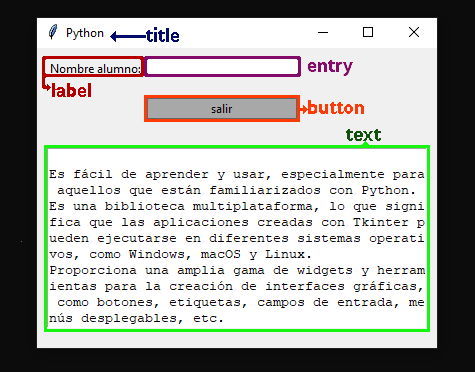 Python
title
Nombre alumno:
entry
label
salir
button
text
Es fácil de aprender y usar, especialmente para
aquellos que están familiarizados con Python.
Es una biblioteca multiplataforma, lo que signi
fica que las aplicaciones creadas con Tkinter p
ueden ejecutarse en diferentes sistemas operati
vos, como Windows, macOS y Linux.
Proporciona una amplia gama de widgets y herram
ientas para la creación de interfaces gráficas,
como botones, etiquetas, campos de entrada, me
nús desplegables, etc.